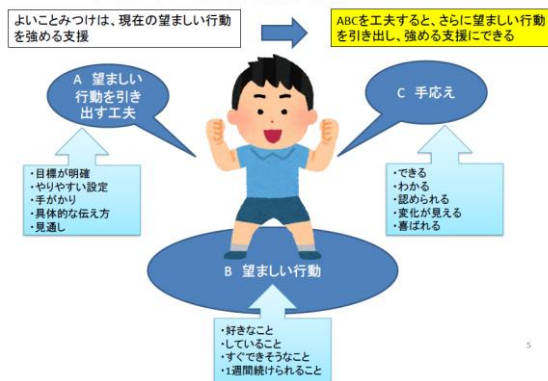 よいことみつけは、現在の望ましい行動
を強める支援
ABCを工夫すると、さらに望ましい行動
を引き出し、強める支援にできる
A 望ましい
行動を引き
出す工夫
C 手応え
・目標が明確
・やりやすい設定
・手がかり
・具体的な伝え方
・見通し
・できる
・わかる
・認められる
・変化が見える
・喜ばれる
B 望ましい行動
・好きなこと
・していること
・すぐできそうなこと
・1週間続けられること
5